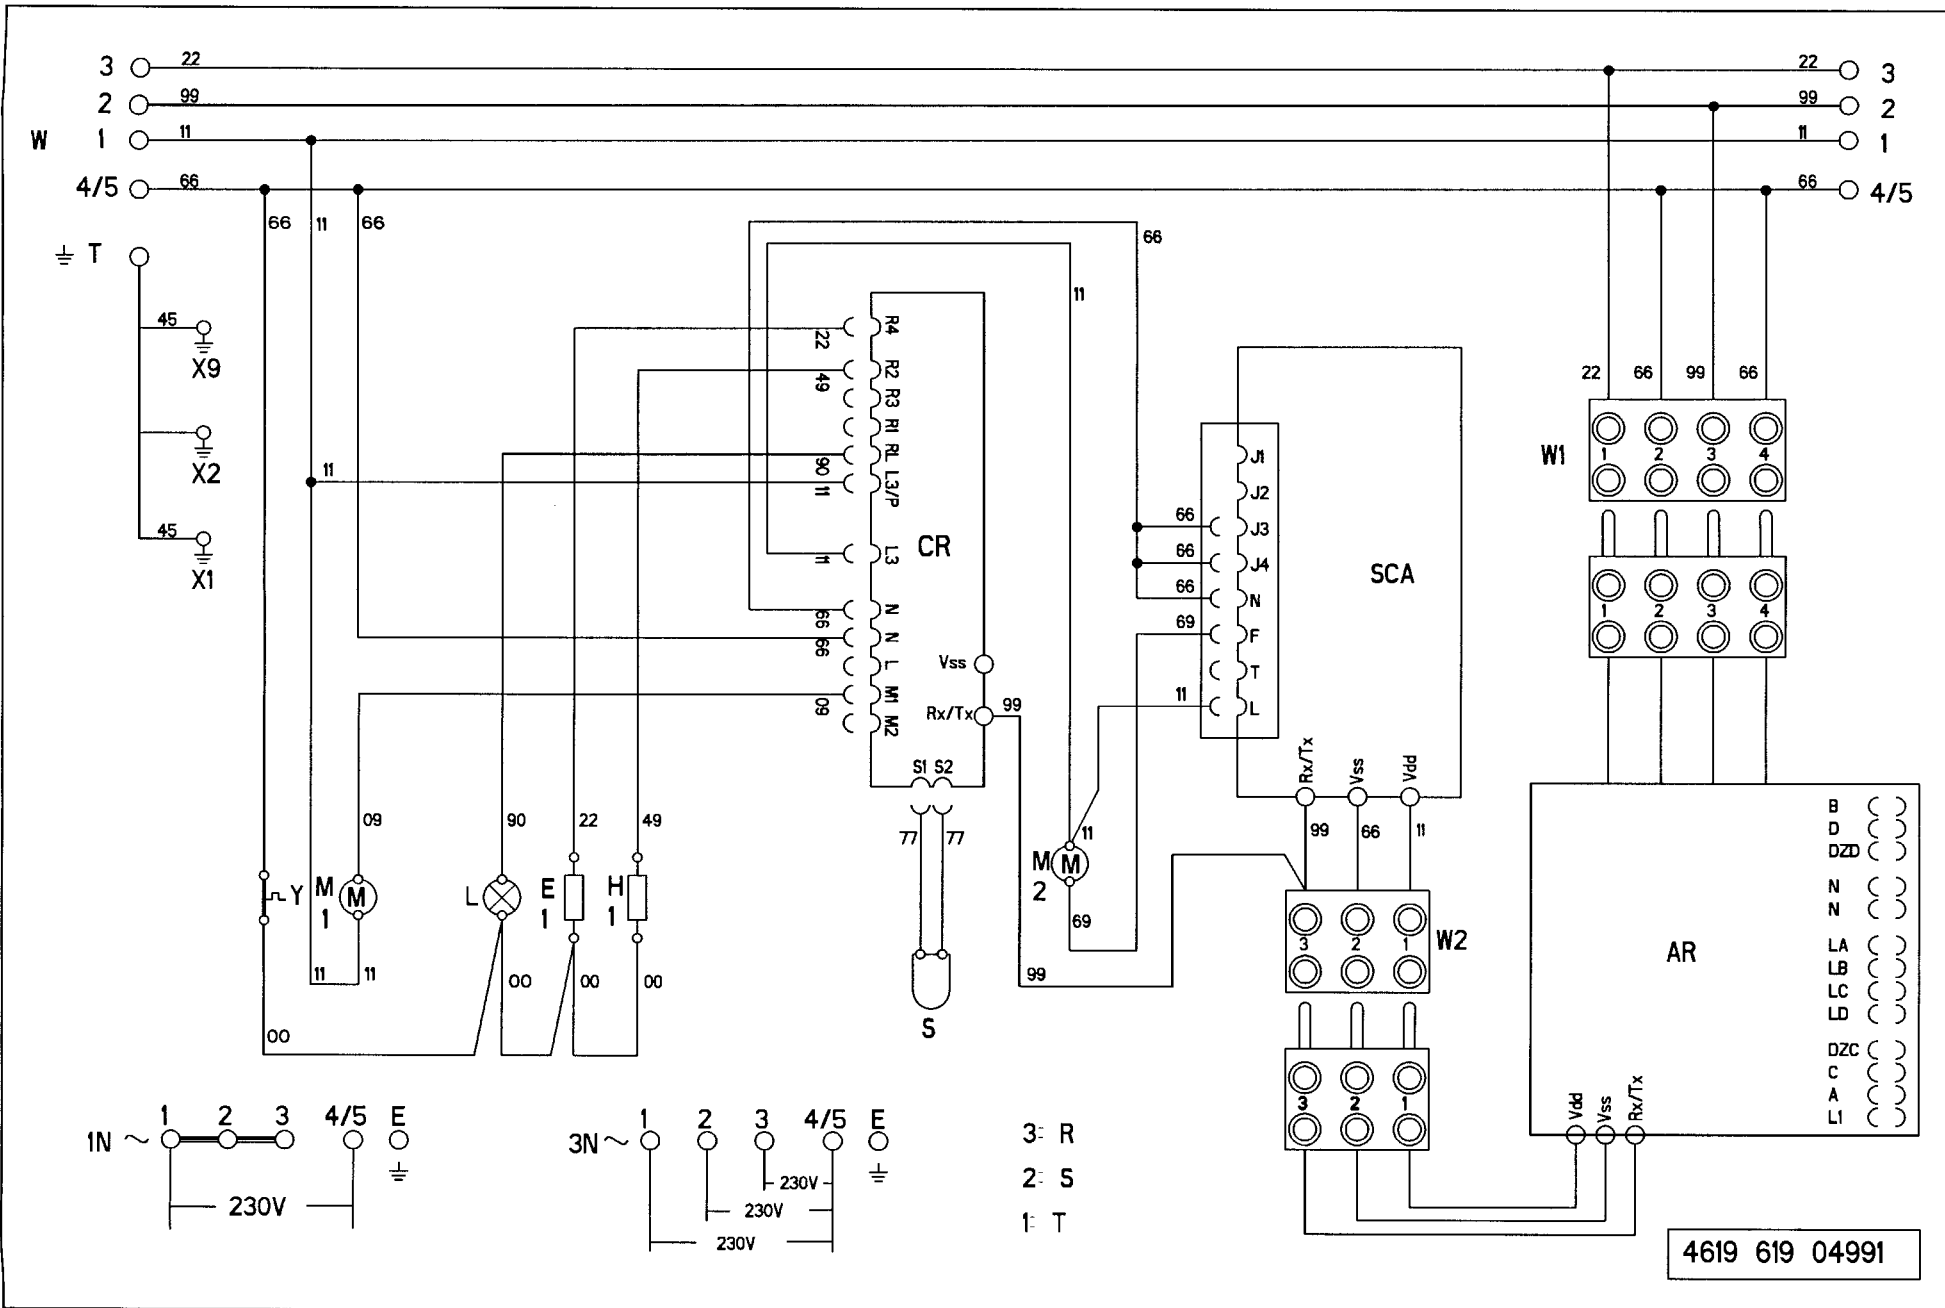 3 22 22 3
2 99 99 2
W 1 11 11 1
4/5 66 66 4/5
66 11 66
66
T
11
45
X9
22 R4
22 66 99 66
49 R2
R3
R1
90 RL
11 11 L3/P
X2
J1
J2
66 J3
66 J4
66 N
69 F
T
11 L
W1 1 2 3 4
45
X1
11 L3
CR
SCA
66 N
66 N
L
09 M1
M2
1 2 3 4
Vss
Rx/Tx 99
S1 S2
77 77
Rx/Tx Vss Vdd
99 66 11
09 90 22 49
11
M 2 M
69
Y M 1 M L E 1 H 1
3 2 1 W2
AR
B
D
DZD
N
N
LA
LB
LC
LD
DZC
C
A
L1
11 11 00 00 00
99
S
00
3 2 1
Vdd Vss Rx/Tx
1 2 3 4/5 E
1N ~
230V
1 2 3 4/5 E
3N ~
230V
230V
230V
3= R
2= S
1= T
4619 619 04991